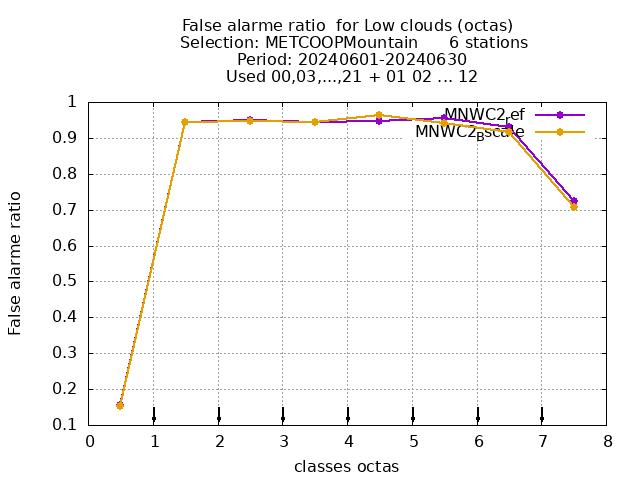 False alarme ratio  for Low clouds (octas)
Selection: METCOOPMountain      6 stations
Period: 20240601-20240630
Used 00,03,...,21 + 01 02 ... 12
MNWC2ref
MNWC2Bscale
1
0.9
0.8
0.7
0.6
0.5
0.4
0.3
0.2
0.1
0 1 2 3 4 5 6 7 8
False alarme ratio
classes octas